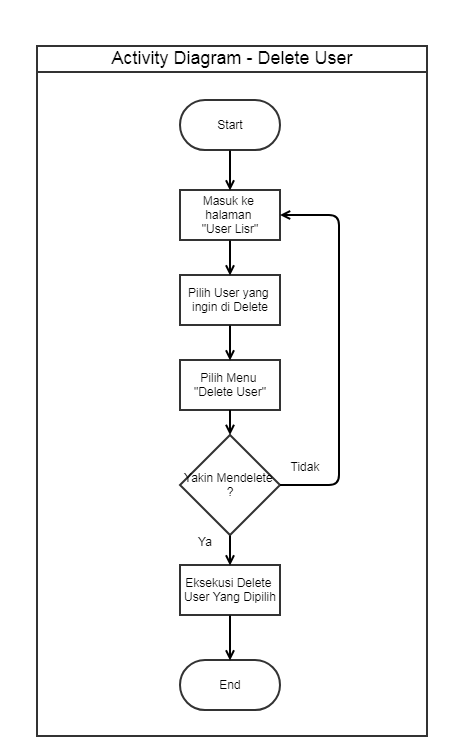 Activity Diagram - Delete User
Start
Masuk ke
halaman
"User Lisr"
Pilih User yang
ingin di Delete
Pilih Menu
"Delete User"
Yakin Mendelete
?
Tidak
Ya
Eksekusi Delete
User Yang Dipilih
End